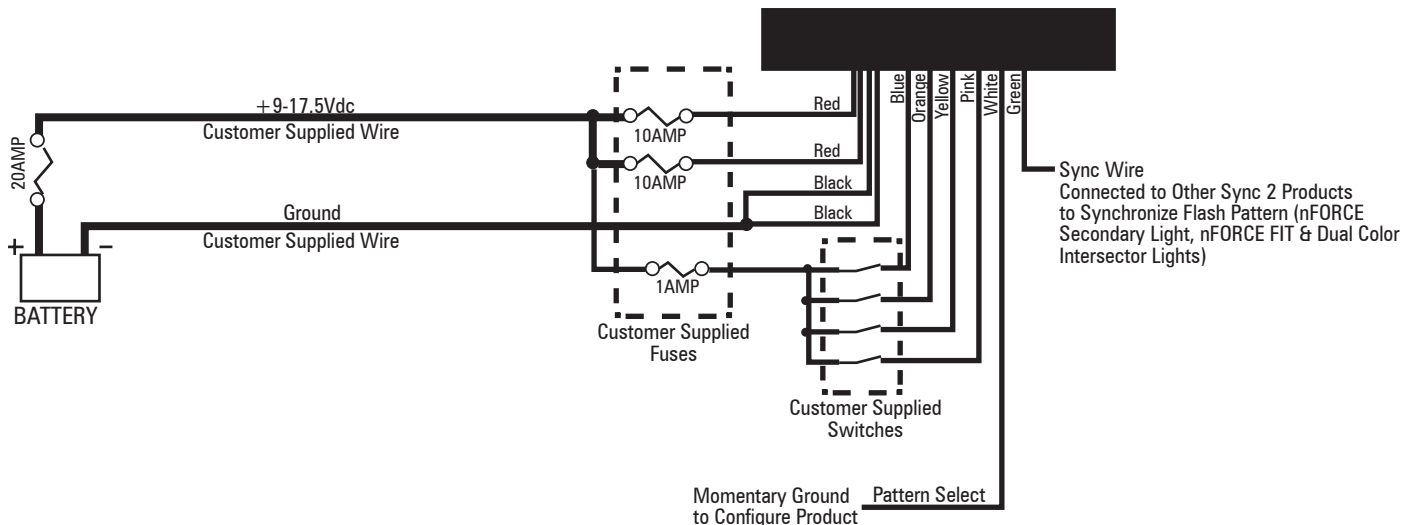 +9-17.5Vdc
Customer Supplied Wire
20AMP
Ground
Customer Supplied Wire
+
−
BATTERY
10AMP
10AMP
1AMP
Customer Supplied
Fuses
Red
Red
Black
Black
Blue
Orange
Yellow
Pink
White
Green
Sync Wire
Connected to Other Sync 2 Products
to Synchronize Flash Pattern (nFORCE
Secondary Light, nFORCE FIT & Dual Color
Intersector Lights)
Customer Supplied
Switches
Momentary Ground
to Configure Product
Pattern Select